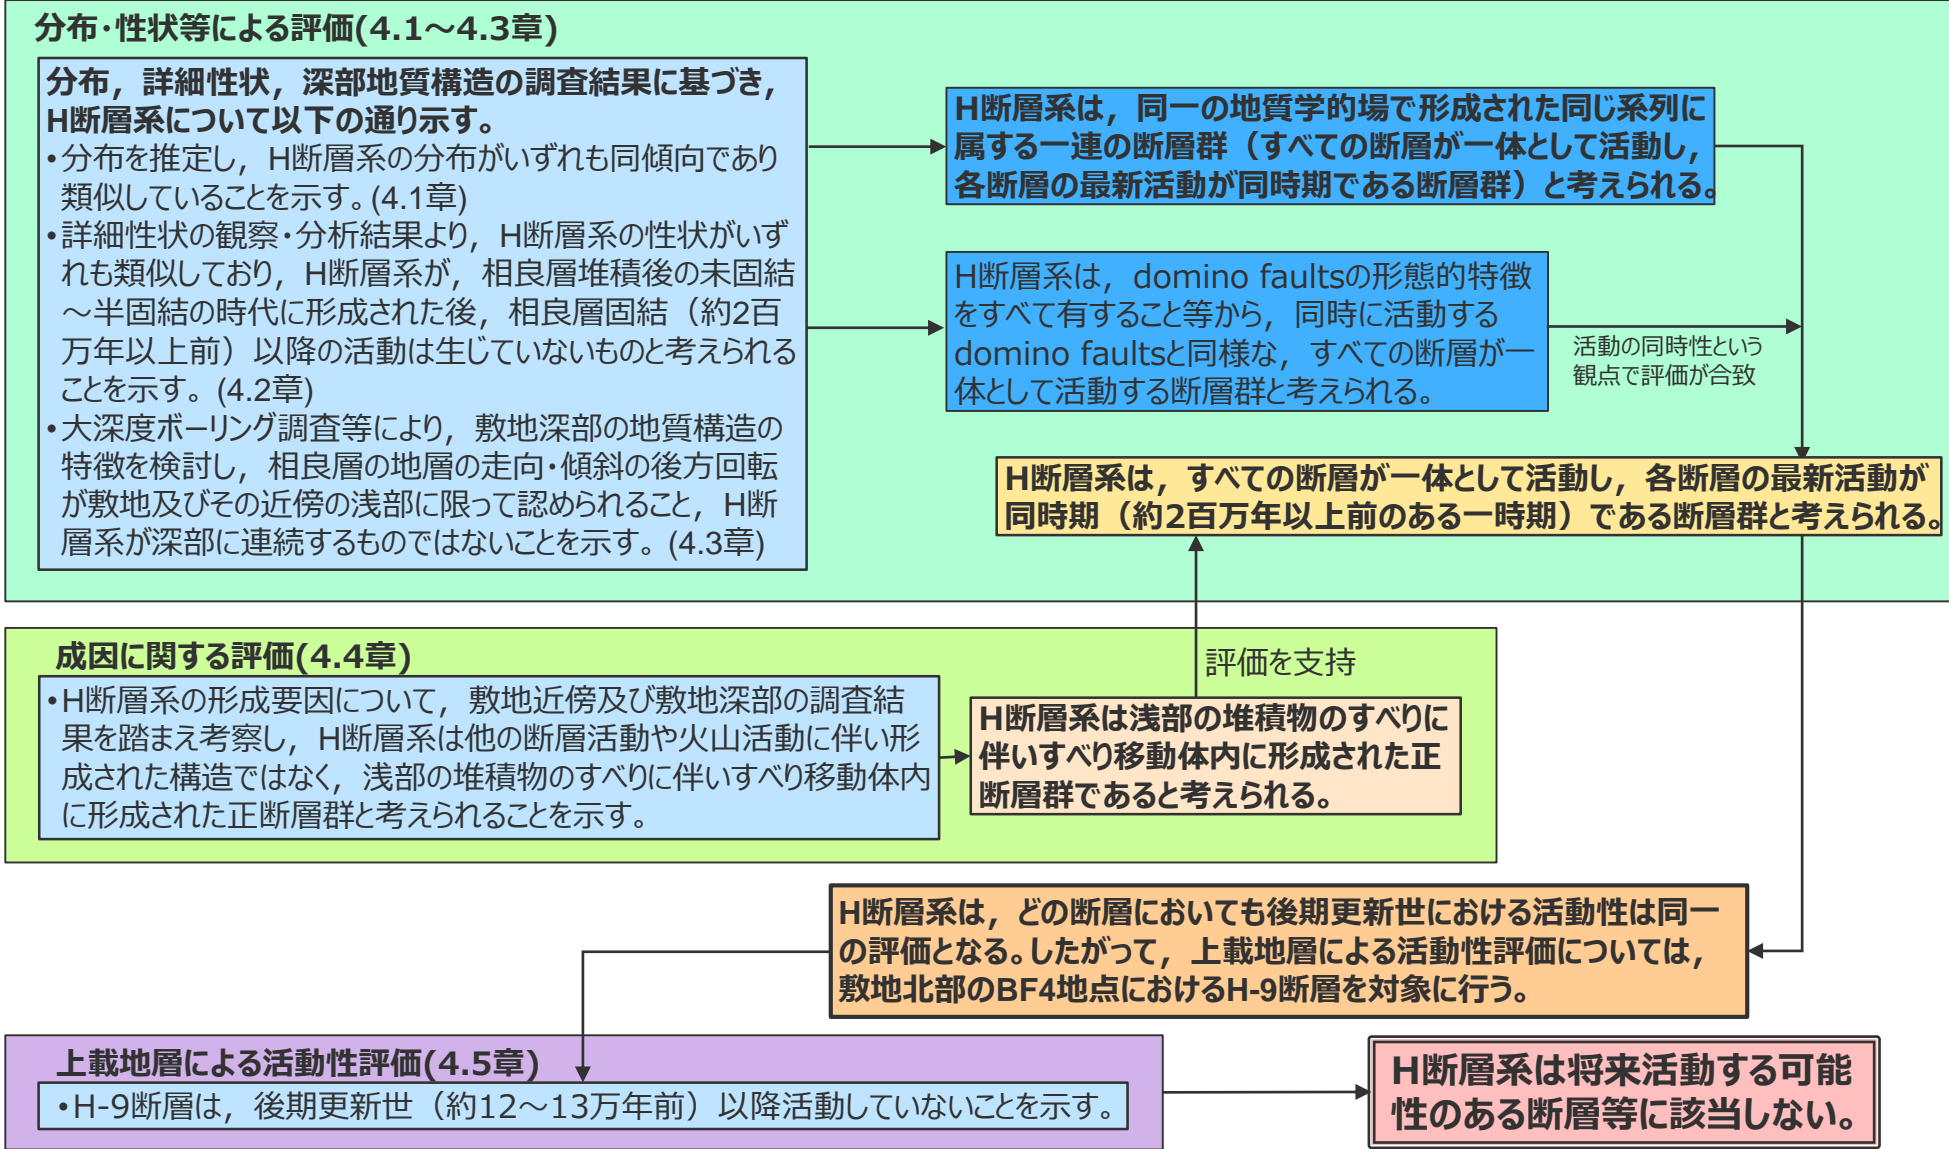 分布・性状等による評価(4.1～4.3章)
分布，詳細性状，深部地質構造の調査結果に基づき，
H断層系について以下の通り示す。
•分布を推定し，H断層系の分布がいずれも同傾向であり
類似していることを示す。(4.1章)
•詳細性状の観察・分析結果より，H断層系の性状がいず
れも類似しており，H断層系が，相良層堆積後の未固結
～半固結の時代に形成された後，相良層固結（約2百
万年以上前）以降の活動は生じていないものと考えられる
ことを示す。(4.2章)
•大深度ボーリング調査等により，敷地深部の地質構造の
特徴を検討し，相良層の地層の走向・傾斜の後方回転
が敷地及びその近傍の浅部に限って認められること，H断
層系が深部に連続するものではないことを示す。(4.3章)
H断層系は，同一の地質学的場で形成された同じ系列に
属する一連の断層群（すべての断層が一体として活動し，
各断層の最新活動が同時期である断層群）と考えられる。
H断層系は，domino faultsの形態的特徴
をすべて有すること等から，同時に活動する
domino faultsと同様な，すべての断層が一
体として活動する断層群と考えられる。
活動の同時性という
観点で評価が合致
H断層系は，すべての断層が一体として活動し，各断層の最新活動が
同時期（約2百万年以上前のある一時期）である断層群と考えられる。
成因に関する評価(4.4章)
•H断層系の形成要因について，敷地近傍及び敷地深部の調査結
果を踏まえ考察し，H断層系は他の断層活動や火山活動に伴い形
成された構造ではなく，浅部の堆積物のすべりに伴いすべり移動体内
に形成された正断層群と考えられることを示す。
評価を支持
H断層系は浅部の堆積物のすべりに
伴いすべり移動体内に形成された正
断層群であると考えられる。
H断層系は，どの断層においても後期更新世における活動性は同一
の評価となる。したがって，上載地層による活動性評価については，
敷地北部のBF4地点におけるH-9断層を対象に行う。
上載地層による活動性評価(4.5章)
•H-9断層は，後期更新世（約12～13万年前）以降活動していないことを示す。
H断層系は将来活動する可能
性のある断層等に該当しない。